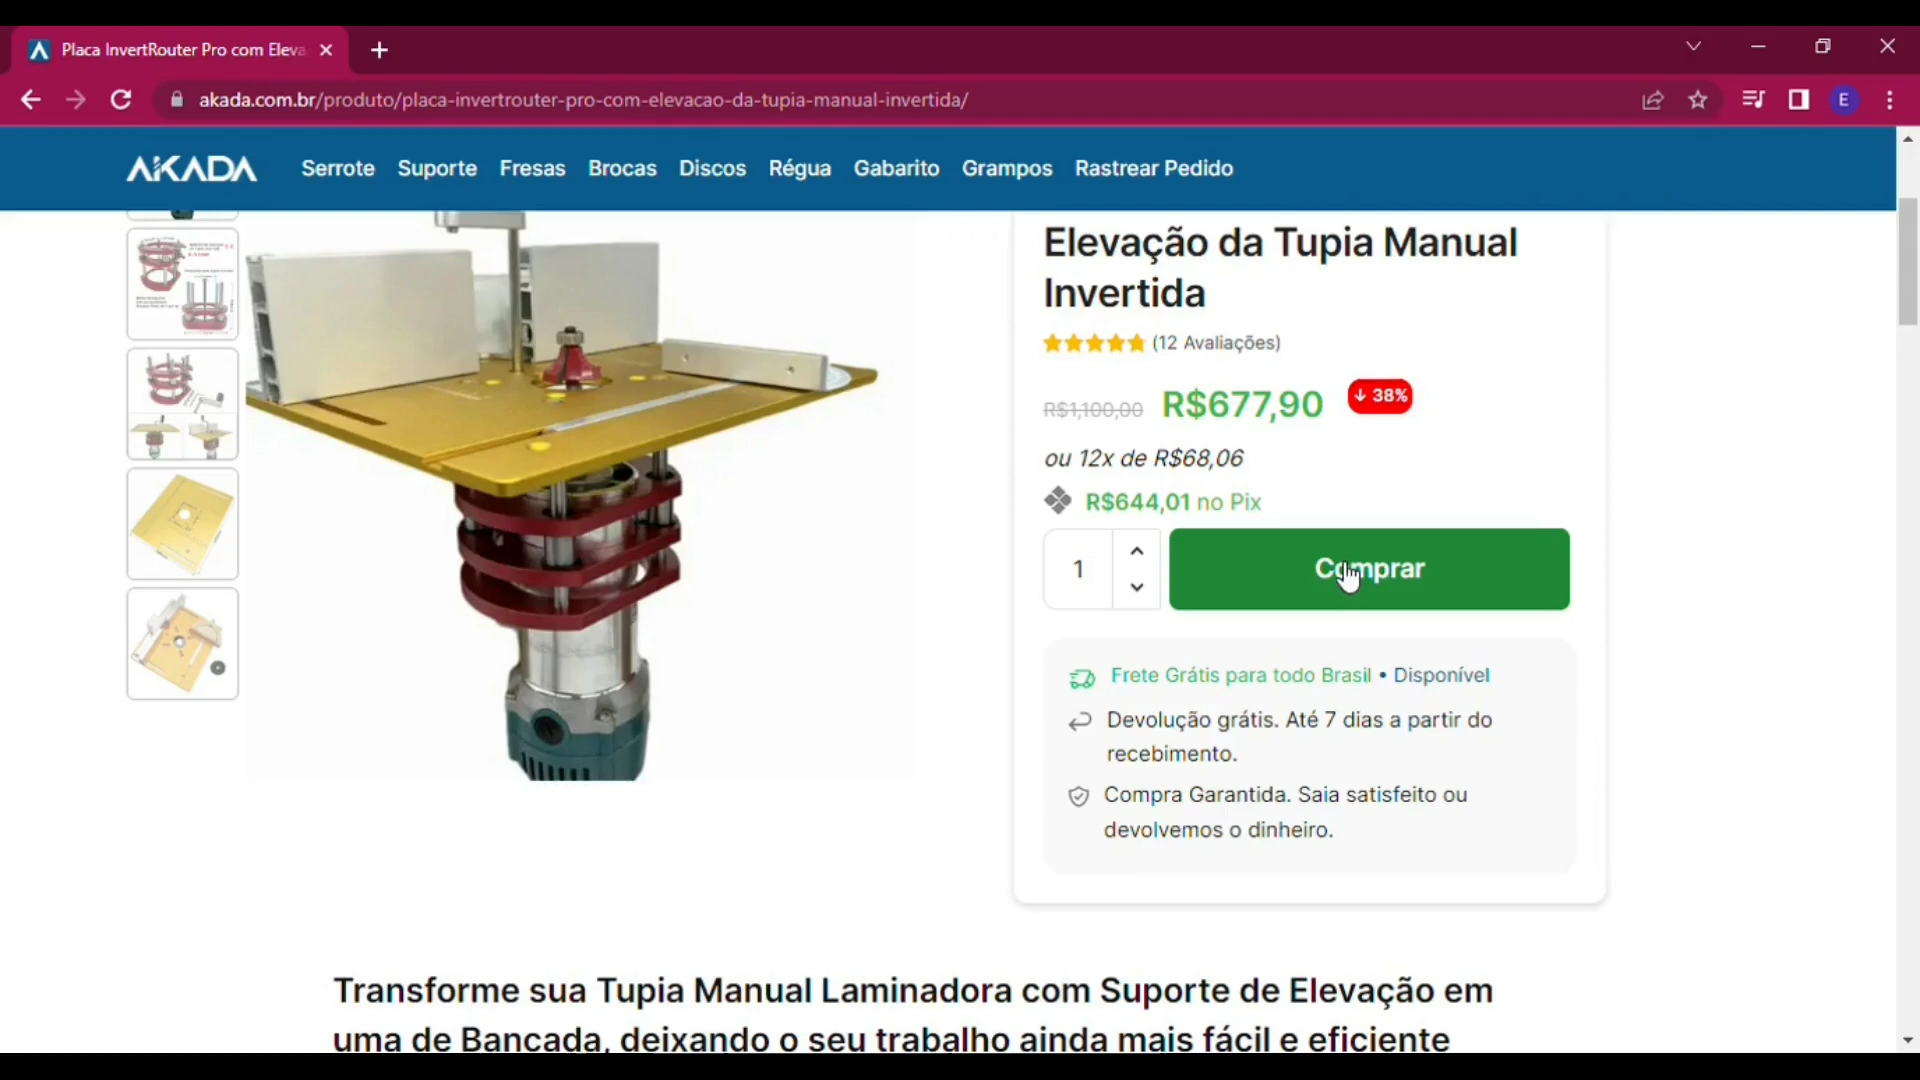 Placa InvertRouter Pro com Eleva
akada.com.br/produto/placa-invertrouter-pro-com-elevacao-da-tupia-manual-invertida/
E
AKADA
Serrote Suporte Fresas Brocas Discos Régua Gabarito Grampos Rastrear Pedido
Elevação da Tupia Manual
Invertida
(12 Avaliações)
R$1,100,00 R$677,90 ↓ 38%
ou 12x de R$68,06
R$644,01 no Pix
1
Comprar
Frete Grátis para todo Brasil • Disponível
Devolução grátis. Até 7 dias a partir do
recebimento.
Compra Garantida. Saia satisfeito ou
devolvemos o dinheiro.
Transforme sua Tupia Manual Laminadora com Suporte de Elevação em
uma de Bancada, deixando o seu trabalho ainda mais fácil e eficiente